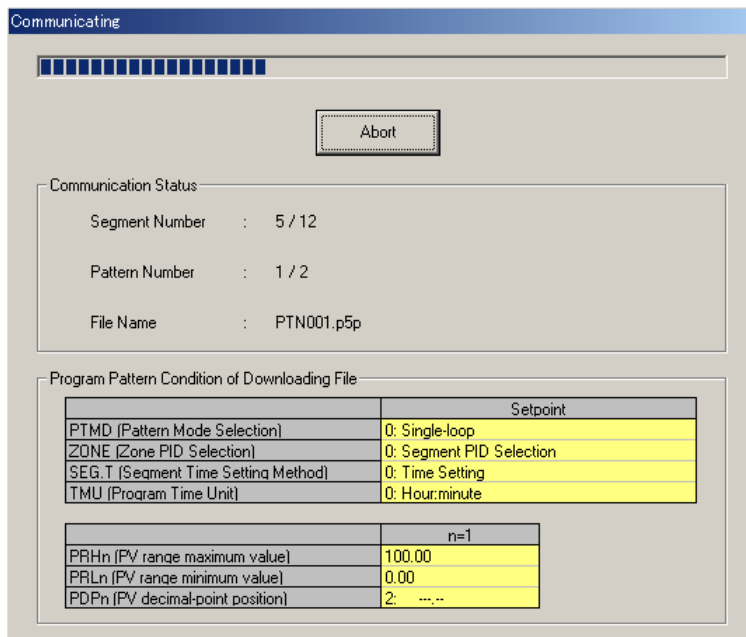 Communicating
Abort
Communication Status
Segment Number : 5 / 12
Pattern Number : 1 / 2
File Name : PTN001.p5p
Program Pattern Condition of Downloading File
Setpoint
PTMD (Pattern Mode Selection) 0: Single-loop
ZONE (Zone PID Selection) 0: Segment PID Selection
SEG.T (Segment Time Setting Method) 0: Time Setting
TMU (Program Time Unit) 0: Hour:minute
n=1
PRHn (PV range maximum value) 100.00
PRLn (PV range minimum value) 0.00
PDPn (PV decimal-point position) 2: ---.--